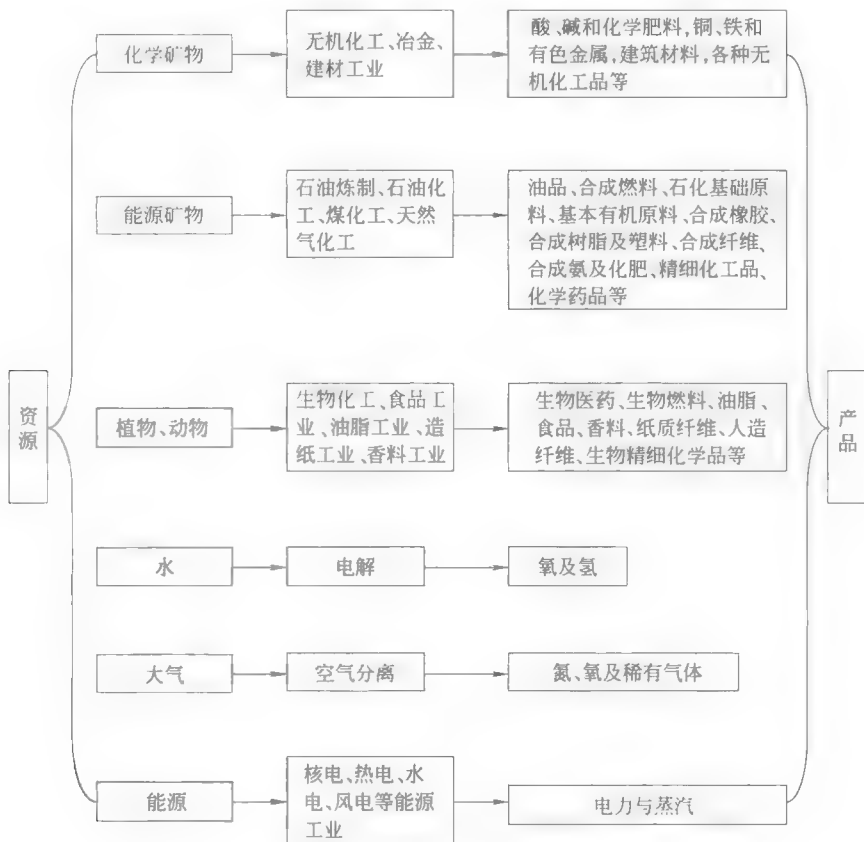 化学矿物
无机化工、冶金、
建材工业
酸、碱和化学肥料,铜、铁和
有色金属,建筑材料,各种无
机化工品等
能源矿物
石油炼制、石油化
工、煤化工、天然
气化工
油品、合成燃料、石化基础原
料、基本有机原料、合成橡胶、
合成树脂及塑料、合成纤维、
合成氨及化肥、精细化工品、
化学药品等
资
源
植物、动物
生物化工、食品工
业、油脂工业、造
纸工业、香料工业
生物医药、生物燃料、油脂、
食品、香料、纸质纤维、人造
纤维、生物精细化学品等
产
品
水
电解
氧及氢
大气
空气分离
氮、氧及稀有气体
能源
核电、热电、水
电、风电等能源
工业
电力与蒸汽